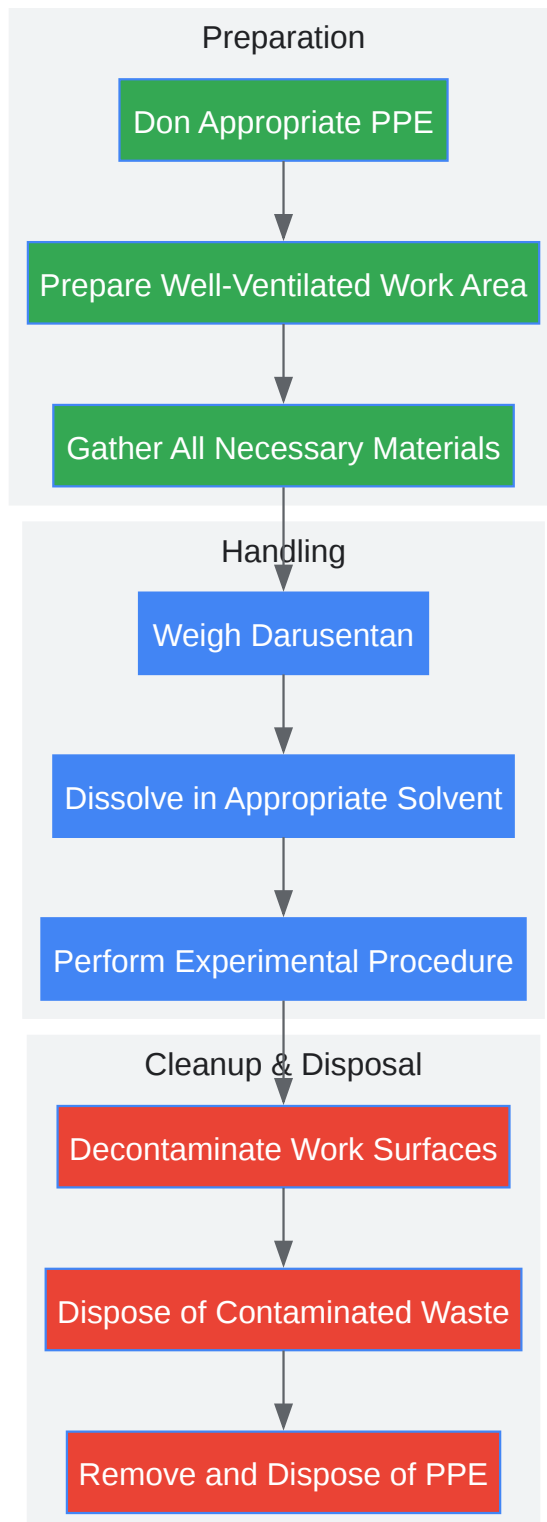 Preparation
Don Appropriate PPE
Prepare Well-Ventilated Work Area
Gather All Necessary Materials
Handling
Weigh Darusentan
Dissolve in Appropriate Solvent
Perform Experimental Procedure
Cleanup & Disposal
Decontaminate Work Surfaces
Dispose of Contaminated Waste
Remove and Dispose of PPE